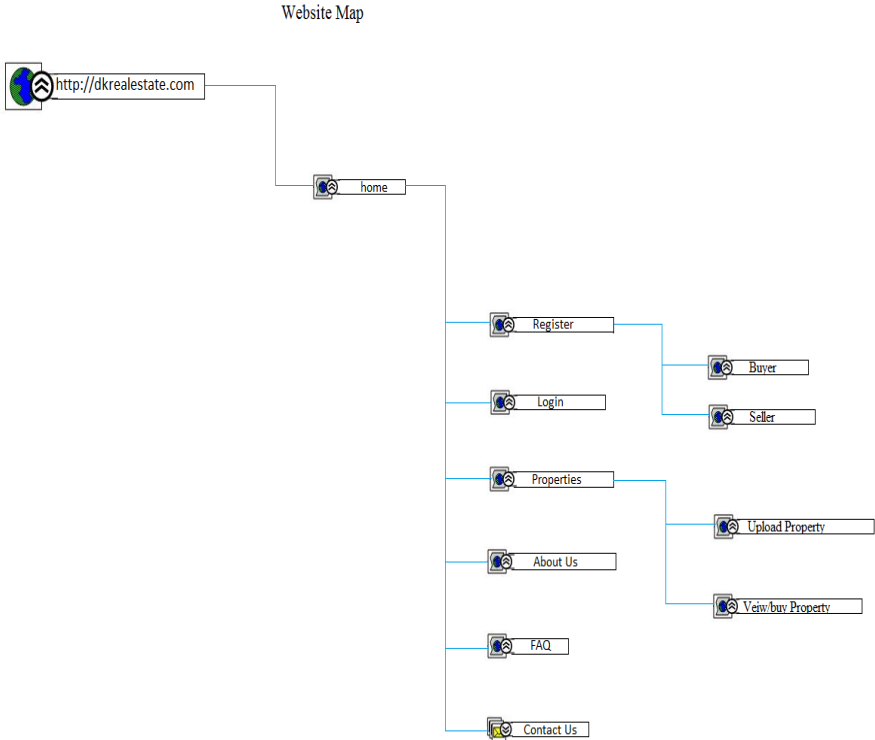 Website Map
http://dkrealestate.com
home
Register
Buyer
Login
Seller
Properties
Upload Property
About Us
Veiw/buy Property
FAQ
Contact Us